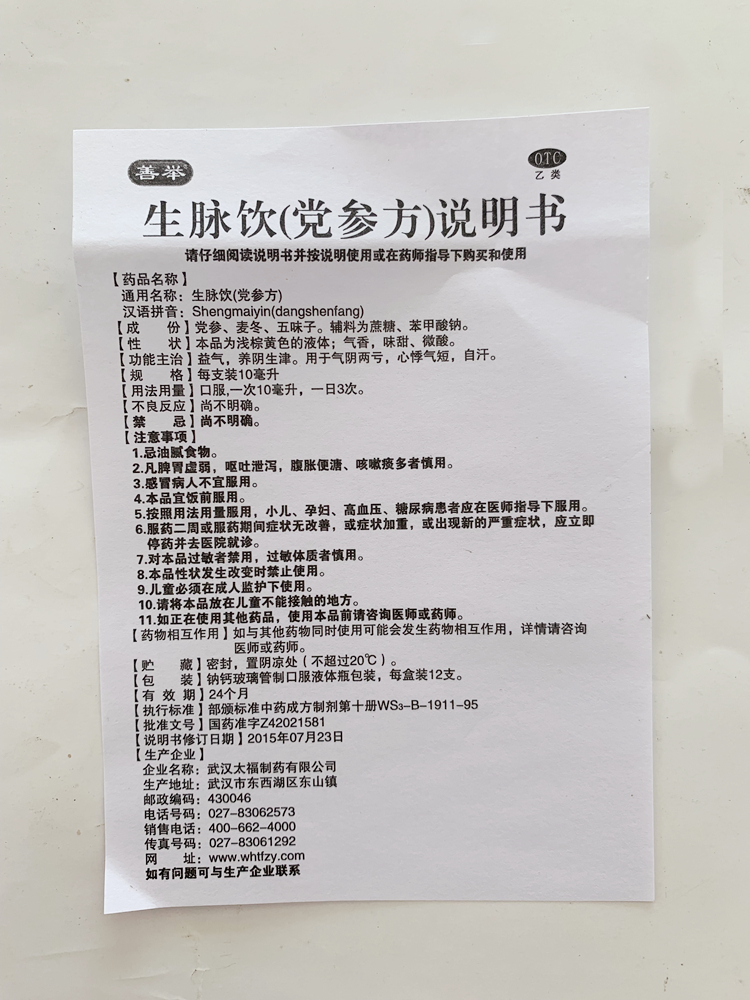 善举
OTC
乙类
生脉饮(党参方)说明书
请仔细阅读说明书并按说明使用或在药师指导下购买和使用
【药品名称】
通用名称：生脉饮(党参方)
汉语拼音：Shengmaiyin(dangshenfang)
【成　份】党参、麦冬、五味子。辅料为蔗糖、苯甲酸钠。
【性　状】本品为浅棕黄色的液体；气香，味甜、微酸。
【功能主治】益气，养阴生津。用于气阴两亏，心悸气短，自汗。
【规　格】每支装10毫升
【用法用量】口服,一次10毫升，一日3次。
【不良反应】尚不明确。
【禁　忌】尚不明确。
【注意事项】
1.忌油腻食物。
2.凡脾胃虚弱，呕吐泄泻，腹胀便溏、咳嗽痰多者慎用。
3.感冒病人不宜服用。
4.本品宜饭前服用。
5.按照用法用量服用，小儿、孕妇、高血压、糖尿病患者应在医师指导下服用。
6.服药二周或服药期间症状无改善，或症状加重，或出现新的严重症状，应立即
停药并去医院就诊。
7.对本品过敏者禁用，过敏体质者慎用。
8.本品性状发生改变时禁止使用。
9.儿童必须在成人监护下使用。
10.请将本品放在儿童不能接触的地方。
11.如正在使用其他药品，使用本品前请咨询医师或药师。
【药物相互作用】如与其他药物同时使用可能会发生药物相互作用，详情请咨询
医师或药师。
【贮　藏】密封，置阴凉处（不超过20℃）。
【包　装】钠钙玻璃管制口服液体瓶包装，每盒装12支。
【有 效 期】24个月
【执行标准】部颁标准中药成方制剂第十册WS₃-B-1911-95
【批准文号】国药准字Z42021581
【说明书修订日期】2015年07月23日
【生产企业】
企业名称：武汉太福制药有限公司
生产地址：武汉市东西湖区东山镇
邮政编码：430046
电话号码：027-83062573
销售电话：400-662-4000
传真号码：027-83061292
网　址：www.whtfzy.com
如有问题可与生产企业联系